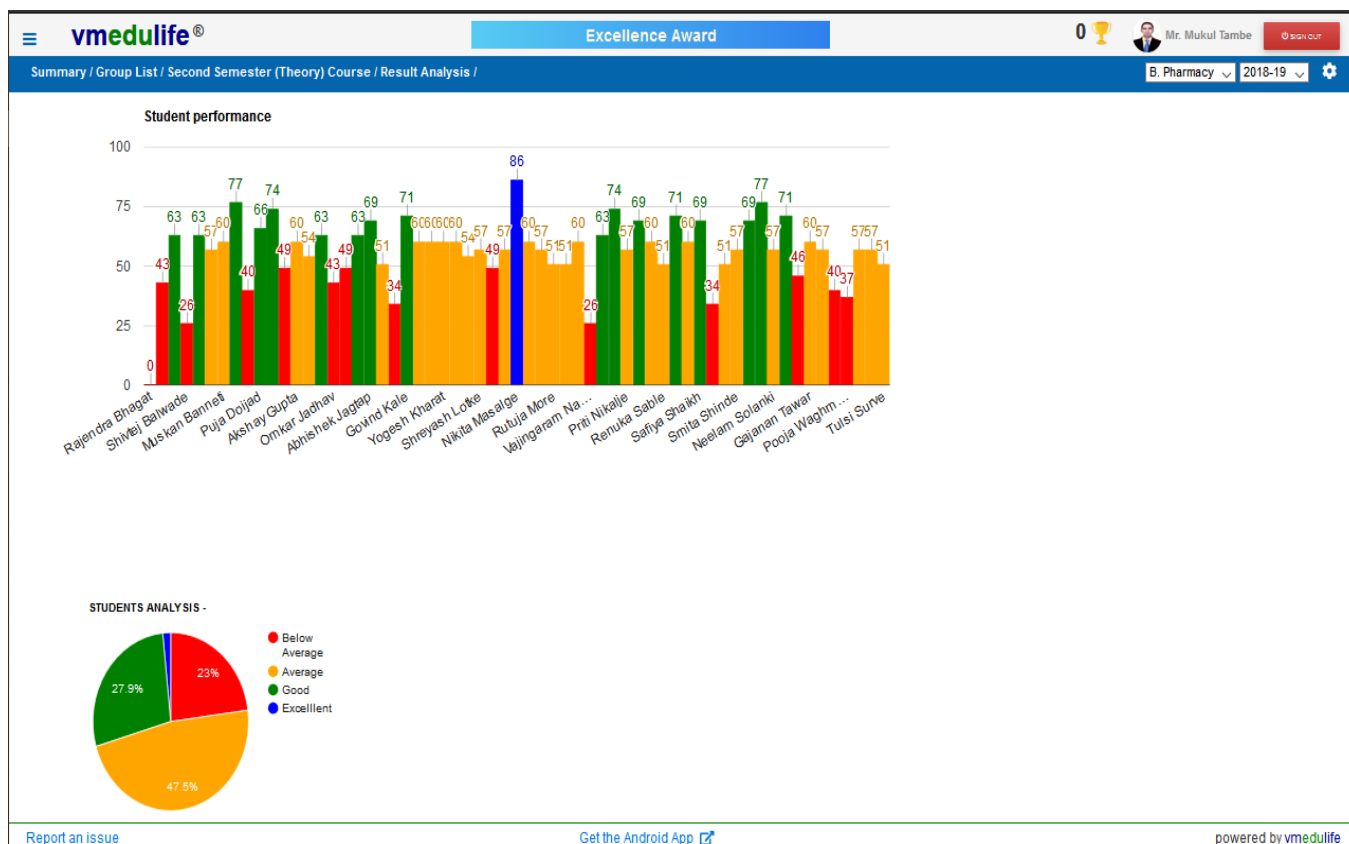 vmedulife®
Excellence Award
0
Mr. Mukul Tambe
SIGN OUT
Summary / Group List / Second Semester (Theory) Course / Result Analysis /
B. Pharmacy
2018-19
Student performance
100
75
50
25
0
0 43 63 26 63 57 60 77 40 66 74 49 60 54 63 43 49 63 69 51 34 71 60 60 60 60 54 57 49 57 86 60 57 51 51 60 26 63 74 57 69 60 51 71 60 69 34 51 57 69 77 57 71 46 60 57 40 37 57 57 51
Rajendra Bhagat
Shivtej Balwade
Muskan Banneti
Puja Doijad
Akshay Gupta
Omkar Jadhav
Abhishek Jagtap
Govind Kale
Yogesh Kharat
Shreyash Lofke
Nikita Masalge
Rutuja More
Vajingaram Na...
Priti Nikalje
Renuka Sable
Safiya Shaikh
Smita Shinde
Neelam Solanki
Gajanan Tawar
Pooja Waghm...
Tulsi Surve
STUDENTS ANALYSIS -
23%
27.9%
47.5%
Below
Average
Average
Good
Excelllent
Report an issue
Get the Android App
powered by vmedulife